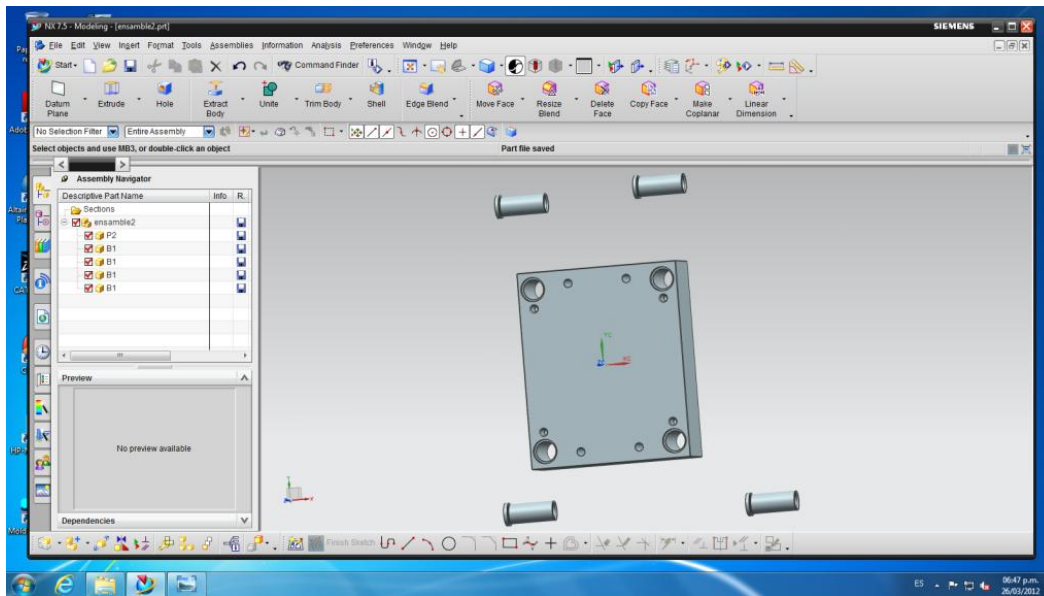 NX 7.5 - Modeling - [ensamble2.prt]
SIEMENS
File Edit View Insert Format Tools Assemblies Information Analysis Preferences Window Help
Start
Command Finder
Datum Plane
Extrude
Hole
Extract Body
Unite
Trim Body
Shell
Edge Blend
Move Face
Resize Blend
Delete Face
Copy Face
Make Coplanar
Linear Dimension
No Selection Filter
Entire Assembly
Select objects and use MB3, or double-click an object
Part file saved
Assembly Navigator
Descriptive Part Name Info R.
Sections
ensamble2
P2
B1
B1
B1
B1
Preview
No preview available
Dependencies
Finish Sketch
ES
06:47 p.m.
26/03/2012